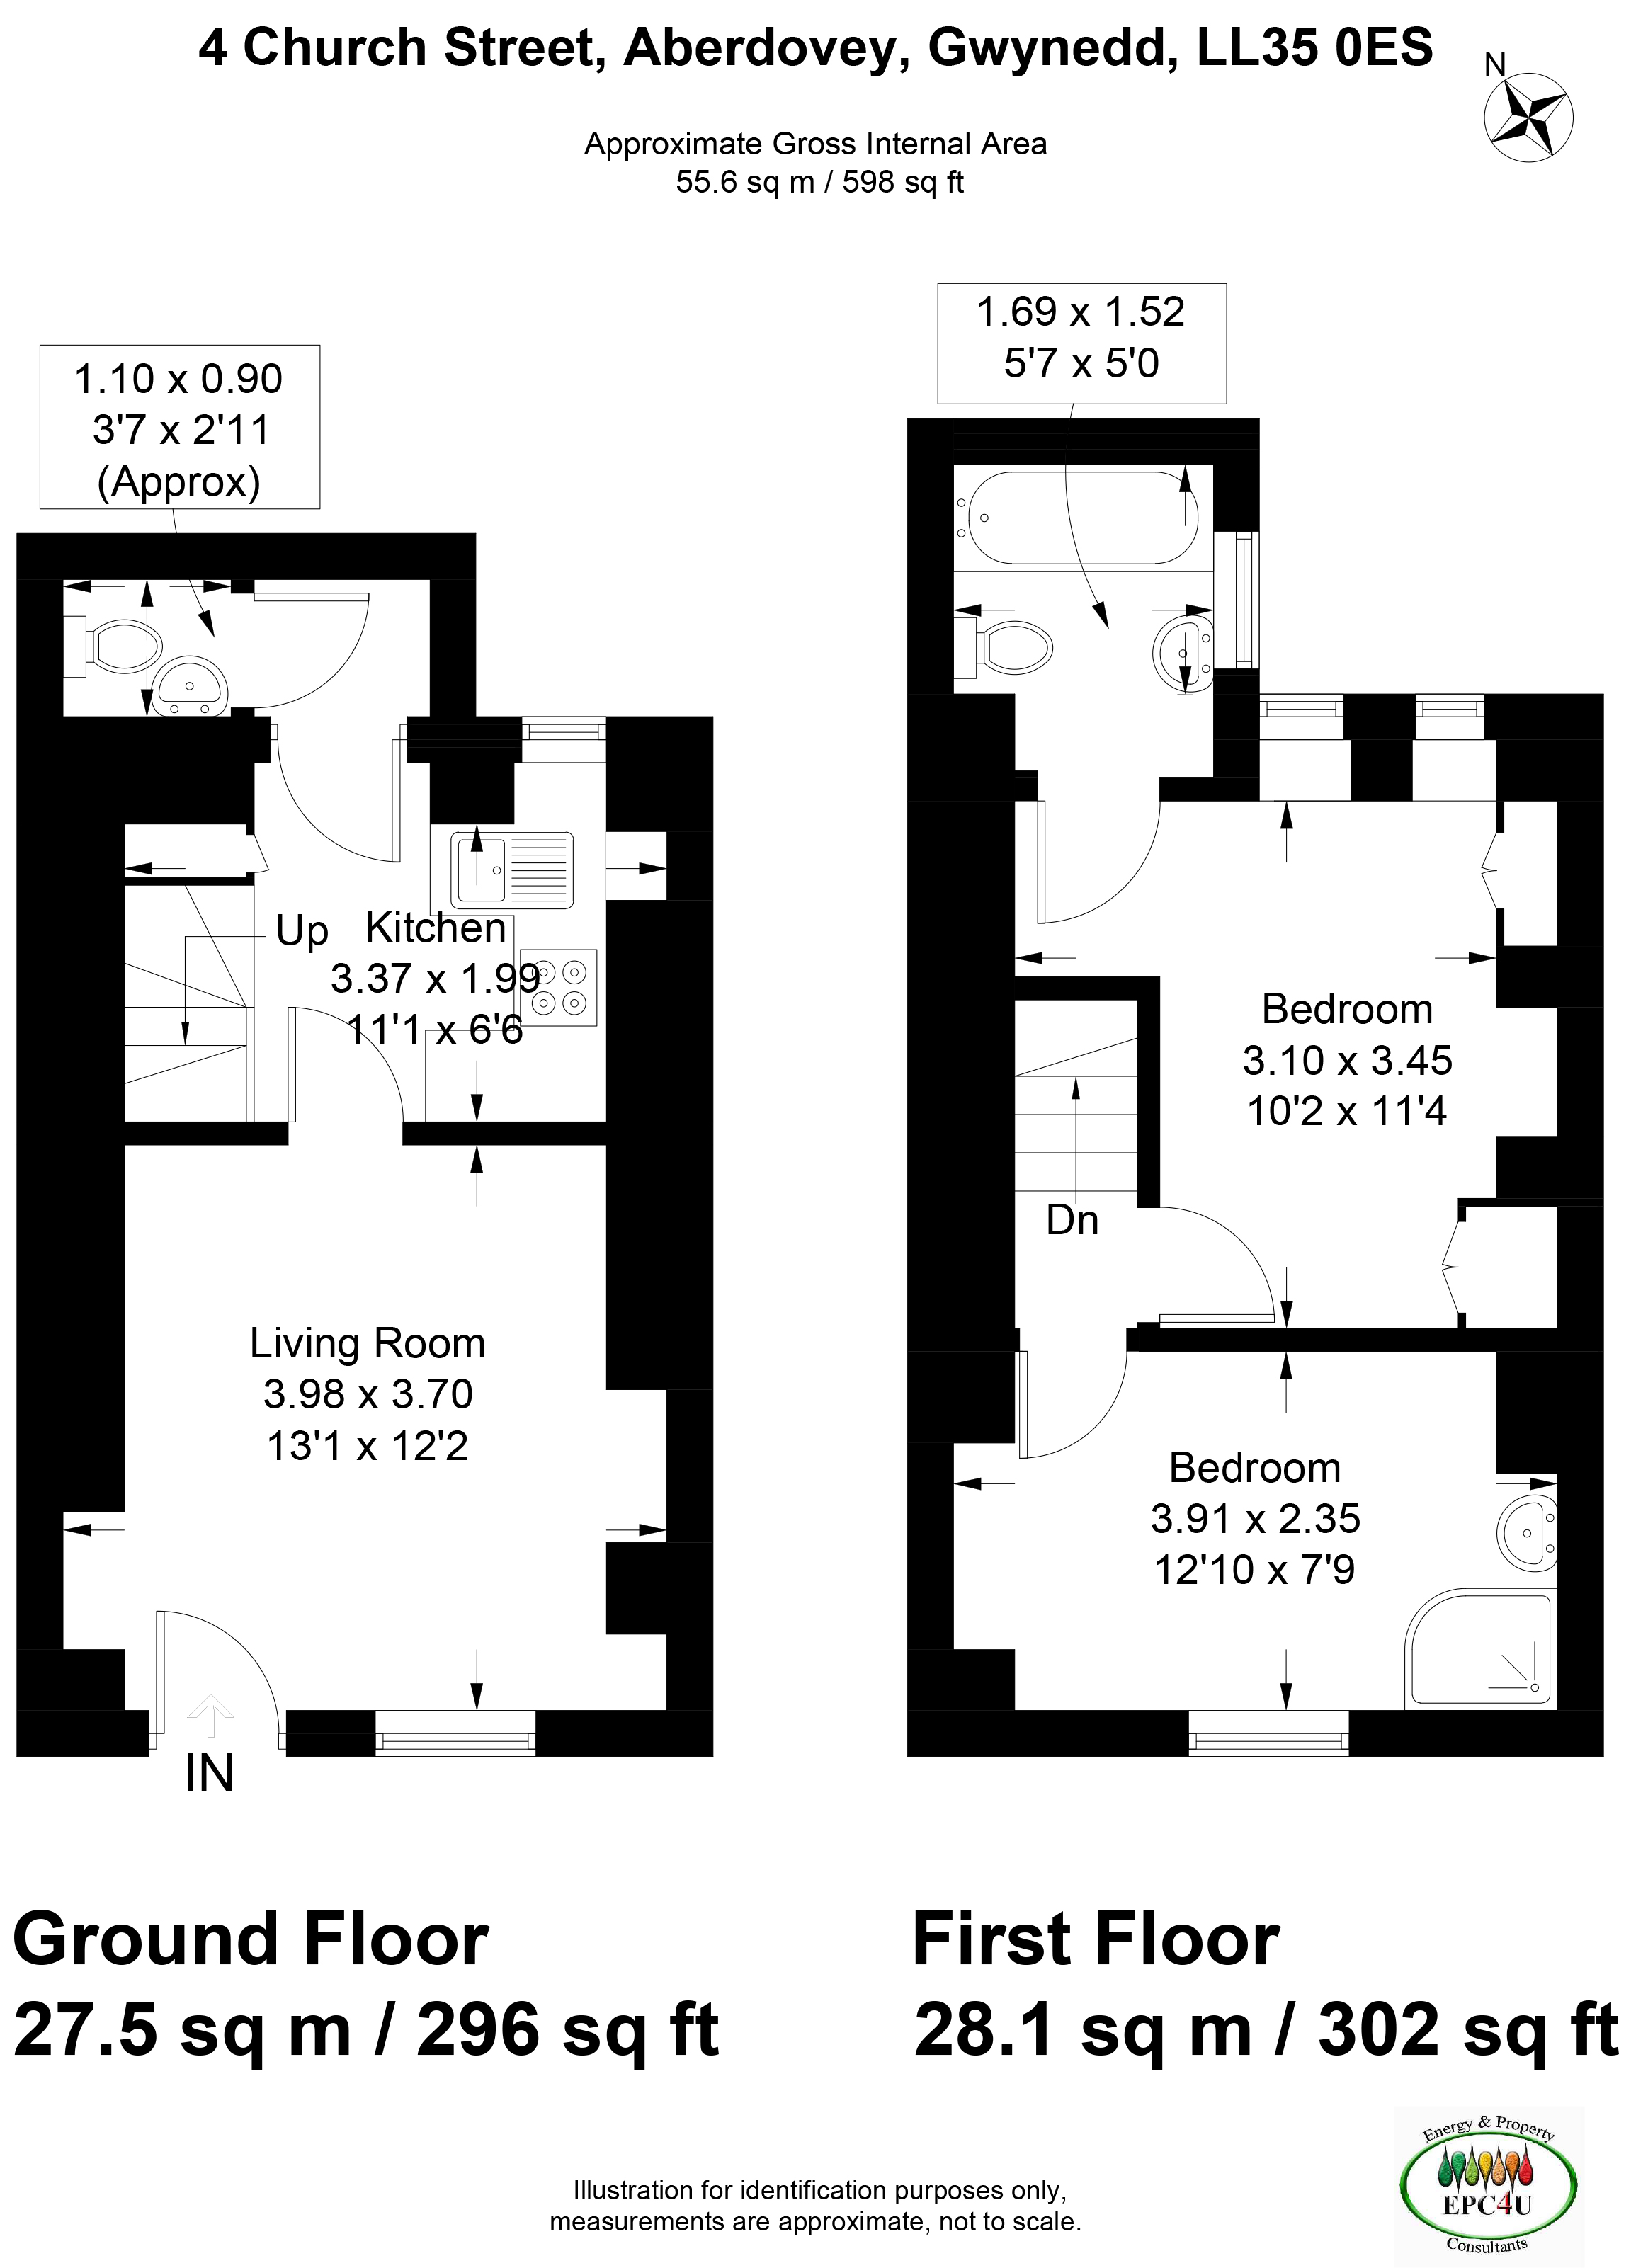 4 Church Street, Aberdovey, Gwynedd, LL35 0ES
N
Approximate Gross Internal Area
55.6 sq m / 598 sq ft
1.10 x 0.90
3'7 x 2'11
(Approx)
Up
Kitchen
3.37 x 1.99
11'1 x 6'6
Living Room
3.98 x 3.70
13'1 x 12'2
IN
1.69 x 1.52
5'7 x 5'0
Bedroom
3.10 x 3.45
10'2 x 11'4
Dn
Bedroom
3.91 x 2.35
12'10 x 7'9
Ground Floor
27.5 sq m / 296 sq ft
First Floor
28.1 sq m / 302 sq ft
Illustration for identification purposes only,
measurements are approximate, not to scale.
Energy & Property
EPC4U
Consultants